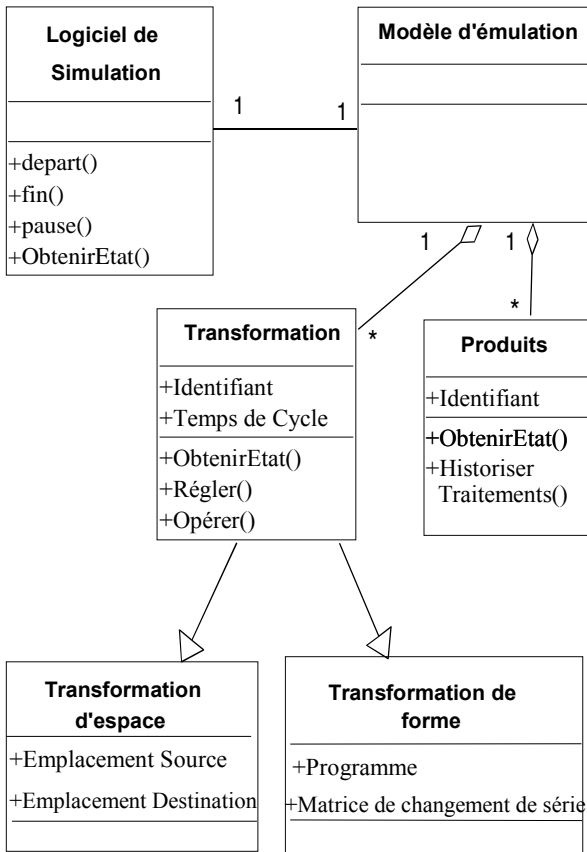 Logiciel de
Simulation
+depart()
+fin()
+pause()
+ObtenirEtat()
1
1
Modèle d'émulation
1
1
*
*
Transformation
+Identifiant
+Temps de Cycle
+ObtenirEtat()
+Régler()
+Opérer()
Produits
+Identifiant
+ObtenirEtat()
+Historiser
Traitements()
Transformation
d'espace
+Emplacement Source
+Emplacement Destination
Transformation de
forme
+Programme
+Matrice de changement de série